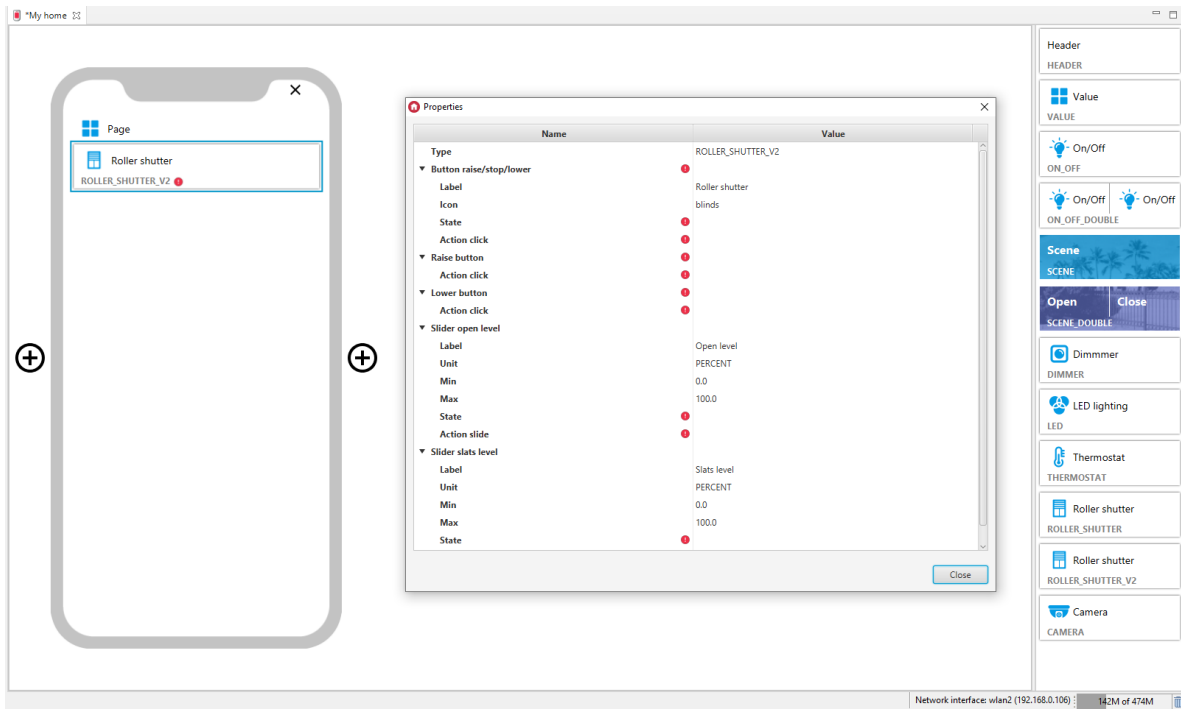 *My home
Page
Roller shutter
ROLLER_SHUTTER_V2
Properties
Name Value
Type ROLLER_SHUTTER_V2
Button raise/stop/lower
Label Roller shutter
Icon blinds
State
Action click
Raise button
Action click
Lower button
Action click
Slider open level
Label Open level
Unit PERCENT
Min 0.0
Max 100.0
State
Action slide
Slider slats level
Label Slats level
Unit PERCENT
Min 0.0
Max 100.0
State
Close
Header
HEADER
Value
VALUE
On/Off
ON_OFF
On/Off On/Off
ON_OFF_DOUBLE
Scene
SCENE
Open Close
SCENE_DOUBLE
Dimmmer
DIMMER
LED lighting
LED
Thermostat
THERMOSTAT
Roller shutter
ROLLER_SHUTTER
Roller shutter
ROLLER_SHUTTER_V2
Camera
CAMERA
Network interface: wlan2 (192.168.0.106) 142M of 474M